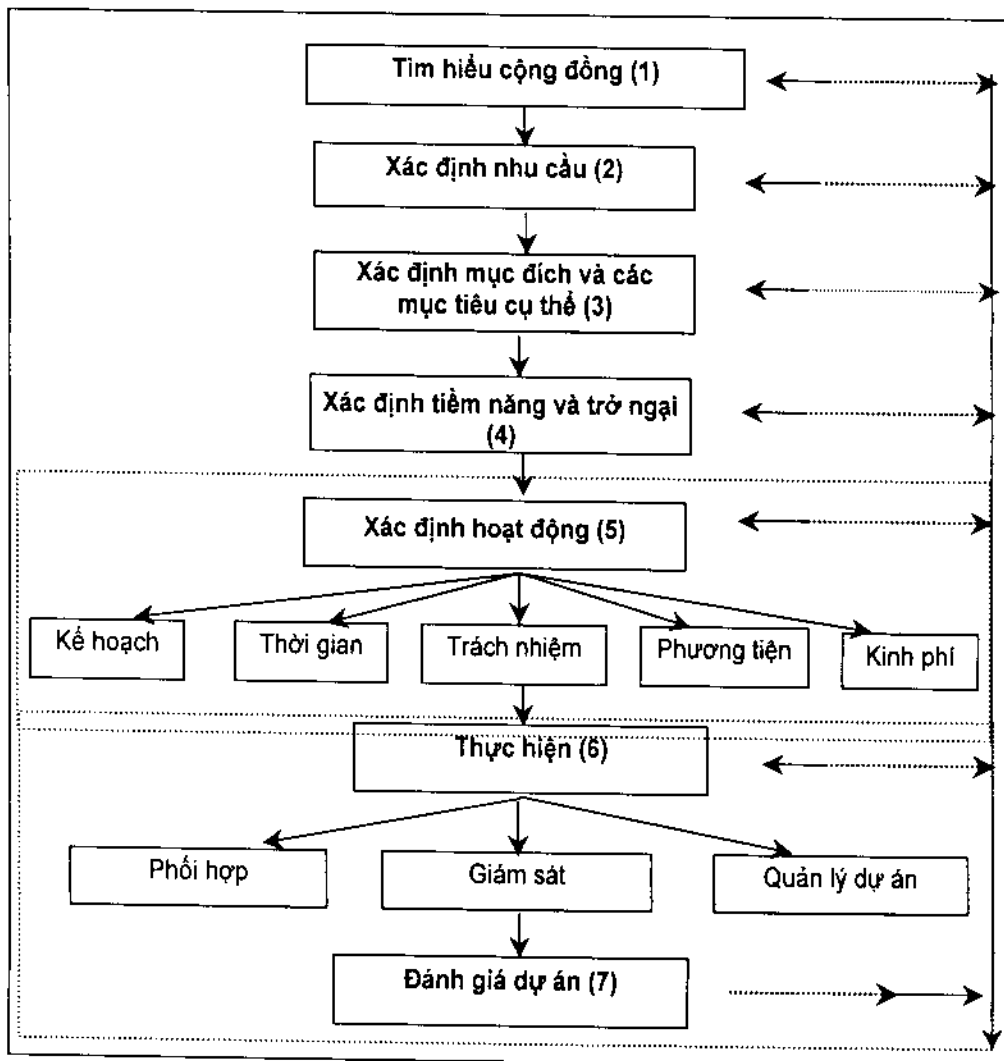 Tìm hiểu cộng đồng (1)
Xác định nhu cầu (2)
Xác định mục đích và các
mục tiêu cụ thể (3)
Xác định tiềm năng và trở ngại
(4)
Xác định hoạt động (5)
Kế hoạch
Thời gian
Trách nhiệm
Phương tiện
Kinh phí
Thực hiện (6)
Phối hợp
Giám sát
Quản lý dự án
Đánh giá dự án (7)